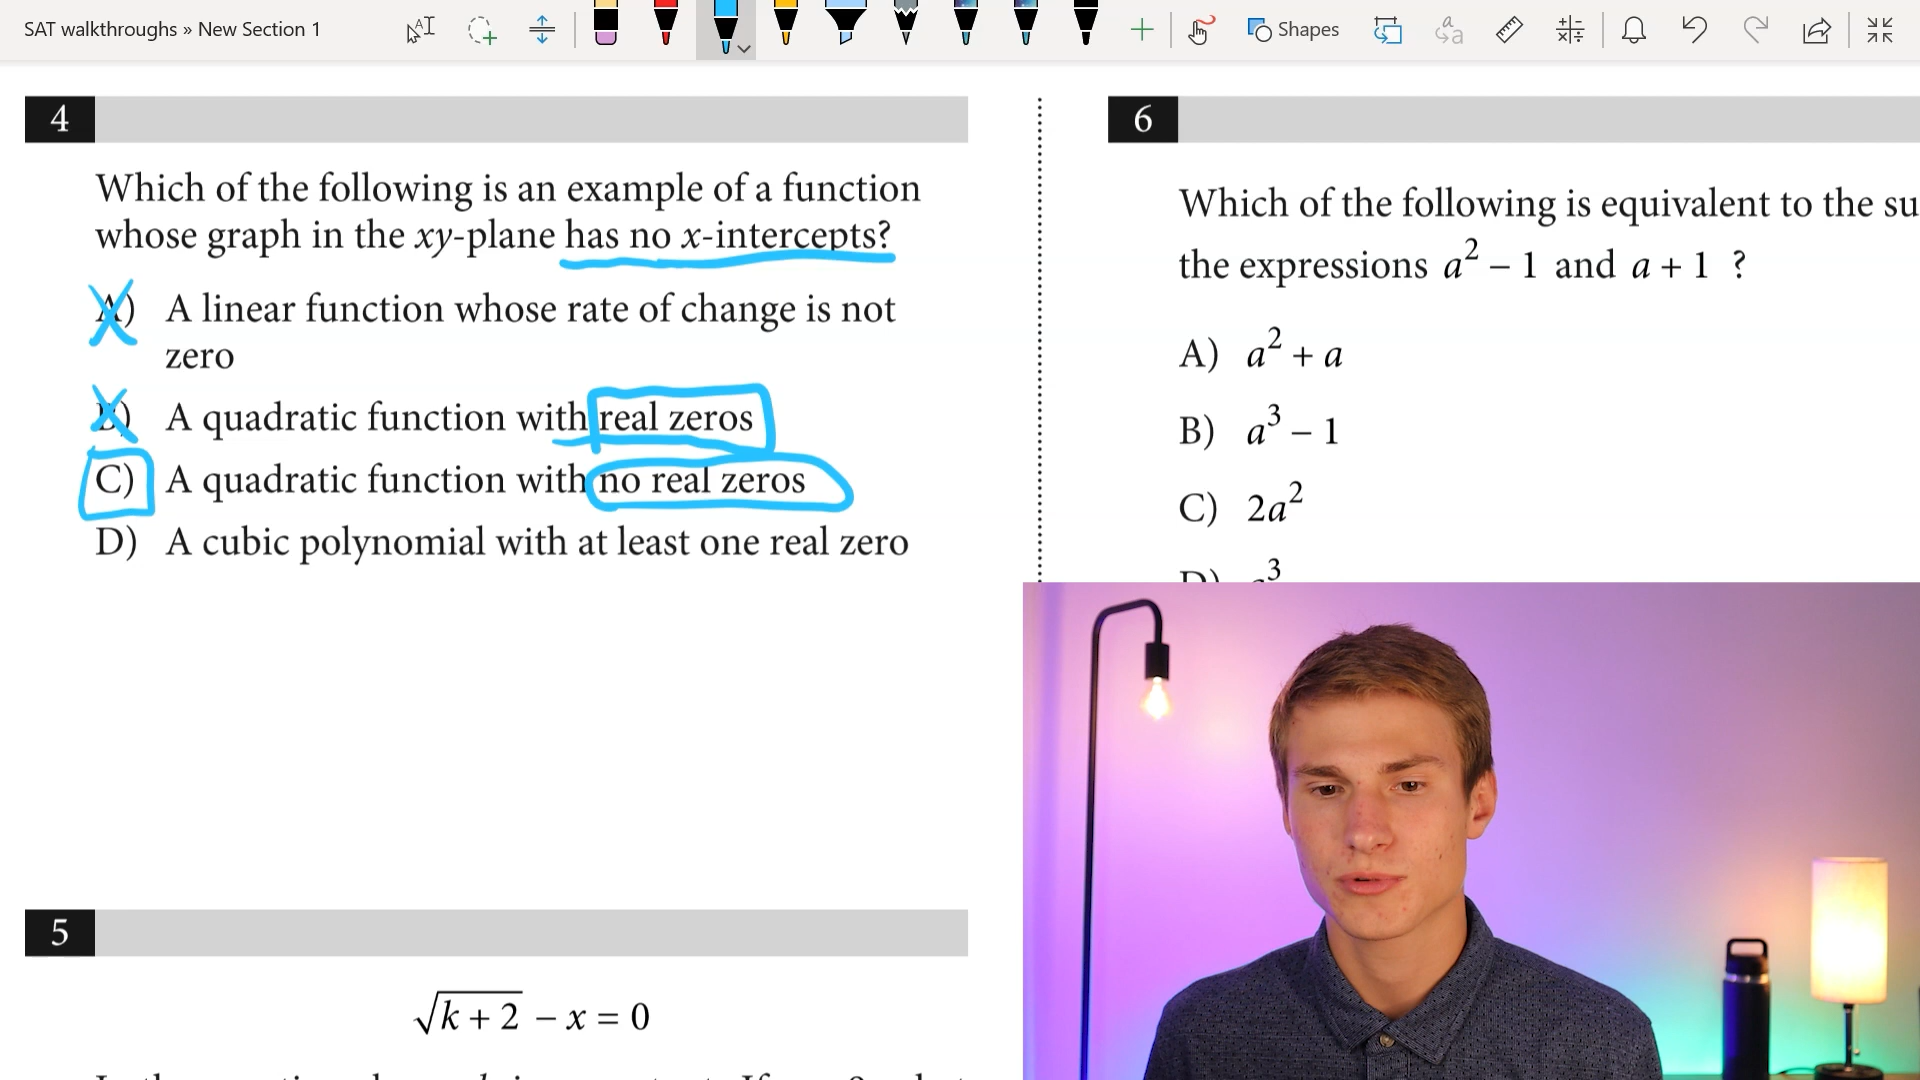 SAT walkthroughs » New Section 1
Shapes
4
Which of the following is an example of a function
whose graph in the xy-plane has no x-intercepts?
A) A linear function whose rate of change is not
zero
B) A quadratic function with real zeros
C) A quadratic function with no real zeros
D) A cubic polynomial with at least one real zero
5
√k + 2 − x = 0
6
Which of the following is equivalent to the su
the expressions a² − 1 and a + 1 ?
A) a² + a
B) a³ − 1
C) 2a²